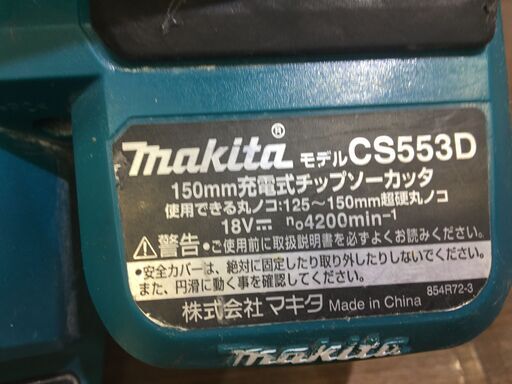 makita® モデル CS553D
150mm充電式チップソーカッタ
使用できる丸ノコ:125～150mm超硬丸ノコ
18V⎓ n₀4200min⁻¹
⚠警告 ●ご使用前に取扱説明書を必ずよくお読みください。
●安全カバーは、絶対に固定したり取り外したりしないでください。
また、円滑に動く事を確認してください。
株式会社 マキタ Made in China 854R72-3
makita